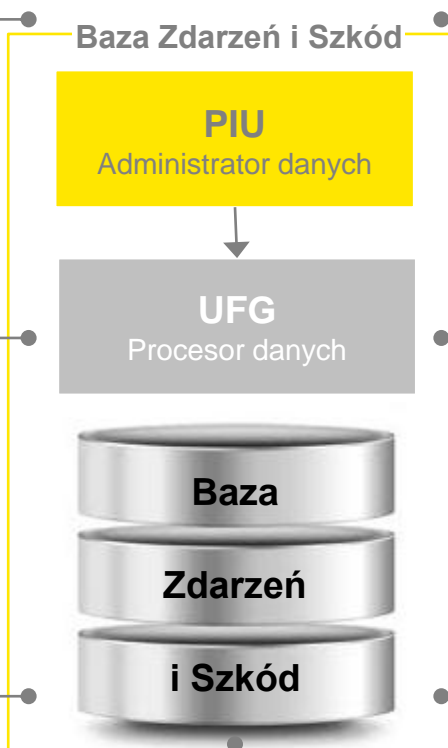 Baza Zdarzeń i Szkód
PIU
Administrator danych
UFG
Procesor danych
Baza
Zdarzeń
i Szkód